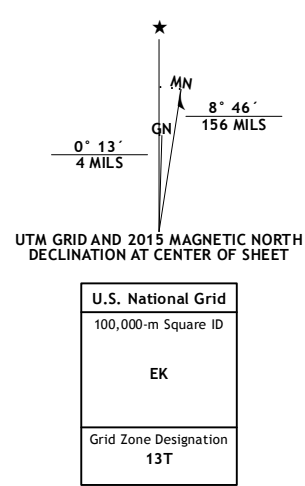 ★
MN
8° 46´
156 MILS
GN
0° 13´
4 MILS
UTM GRID AND 2015 MAGNETIC NORTH
DECLINATION AT CENTER OF SHEET
U.S. National Grid
100,000-m Square ID
EK
Grid Zone Designation
13T